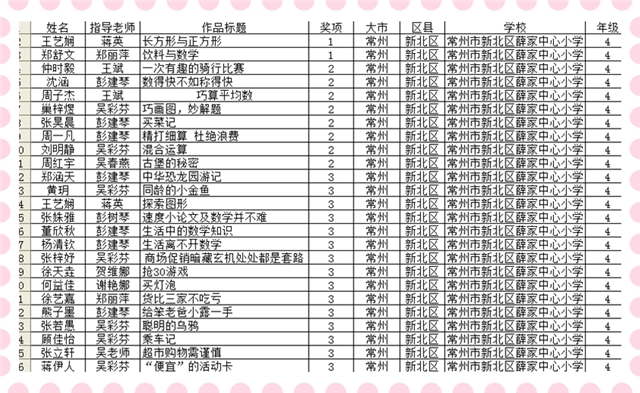 姓名 指导老师 作品标题 奖项 大市 区县 学校 年级
王艺娴 蒋英 长方形与正方形 1 常州 新北区 常州市新北区薛家中心小学 4
郑舒文 郑丽萍 饮料与数学 1 常州 新北区 常州市新北区薛家中心小学 4
仲时毅 王斌 一次有趣的骑行比赛 2 常州 新北区 常州市新北区薛家中心小学 4
沈涵 彭建琴 数得快不如称得快 2 常州 新北区 常州市新北区薛家中心小学 4
周子杰 王斌 巧算平均数 2 常州 新北区 常州市新北区薛家中心小学 4
巢梓煜 吴彩芬 巧画图，妙解题 2 常州 新北区 常州市新北区薛家中心小学 4
张昊晨 彭建琴 买菜记 2 常州 新北区 常州市新北区薛家中心小学 4
周一凡 彭建琴 精打细算 杜绝浪费 2 常州 新北区 常州市新北区薛家中心小学 4
刘明静 吴彩芬 混合运算 2 常州 新北区 常州市新北区薛家中心小学 4
周红宇 吴春燕 古堡的秘密 2 常州 新北区 常州市新北区薛家中心小学 4
郑涵天 彭建琴 中华恐龙园游记 3 常州 新北区 常州市新北区薛家中心小学 4
黄玥 吴彩芬 同龄的小金鱼 3 常州 新北区 常州市新北区薛家中心小学 4
王艺娴 蒋英 探索图形 3 常州 新北区 常州市新北区薛家中心小学 4
张姝雅 彭树琴 速度小论文及数学并不难 3 常州 新北区 常州市新北区薛家中心小学 4
董欣秋 彭建琴 生活中的数学知识 3 常州 新北区 常州市新北区薛家中心小学 4
杨清钦 彭建琴 生活离不开数学 3 常州 新北区 常州市新北区薛家中心小学 4
张梓妤 吴彩芬 商场促销暗藏玄机处处都是套路 3 常州 新北区 常州市新北区薛家中心小学 4
徐天垚 贺维娜 抢30游戏 3 常州 新北区 常州市新北区薛家中心小学 4
何益佳 谢艳娜 买灯泡 3 常州 新北区 常州市新北区薛家中心小学 4
徐艺嘉 郑丽萍 货比三家不吃亏 3 常州 新北区 常州市新北区薛家中心小学 4
熊子墨 彭建琴 给笨老爸小露一手 3 常州 新北区 常州市新北区薛家中心小学 4
张若愚 吴彩芬 聪明的乌鸦 3 常州 新北区 常州市新北区薛家中心小学 4
顾佳怡 吴彩芬 乘车记 3 常州 新北区 常州市新北区薛家中心小学 4
张立轩 吴老师 超市购物需谨慎 3 常州 新北区 常州市新北区薛家中心小学 4
蒋伊人 吴彩芬 “便宜”的活动卡 3 常州 新北区 常州市新北区薛家中心小学 4